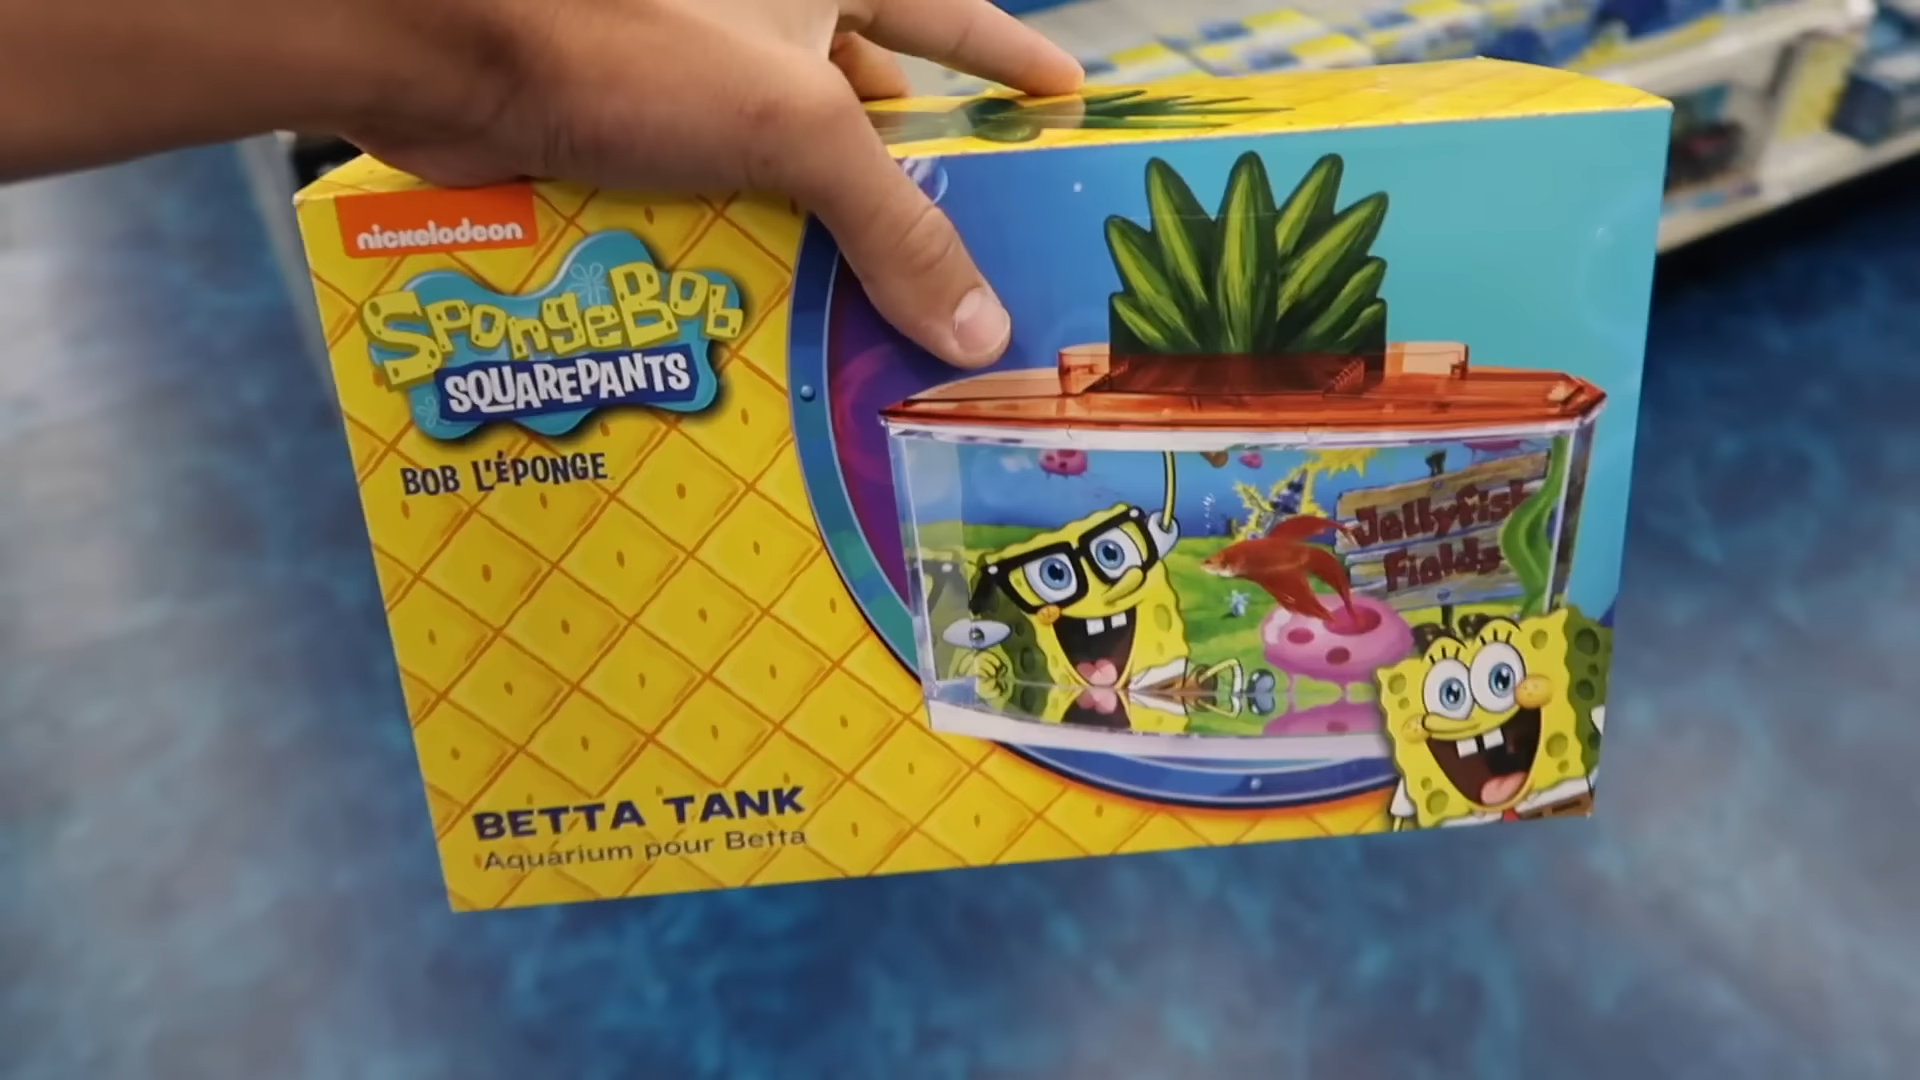 nickelodeon
SpongeBob
SQUAREPANTS
BOB L'ÉPONGE
Jellyfish
Fields
BETTA TANK
Aquarium pour Betta